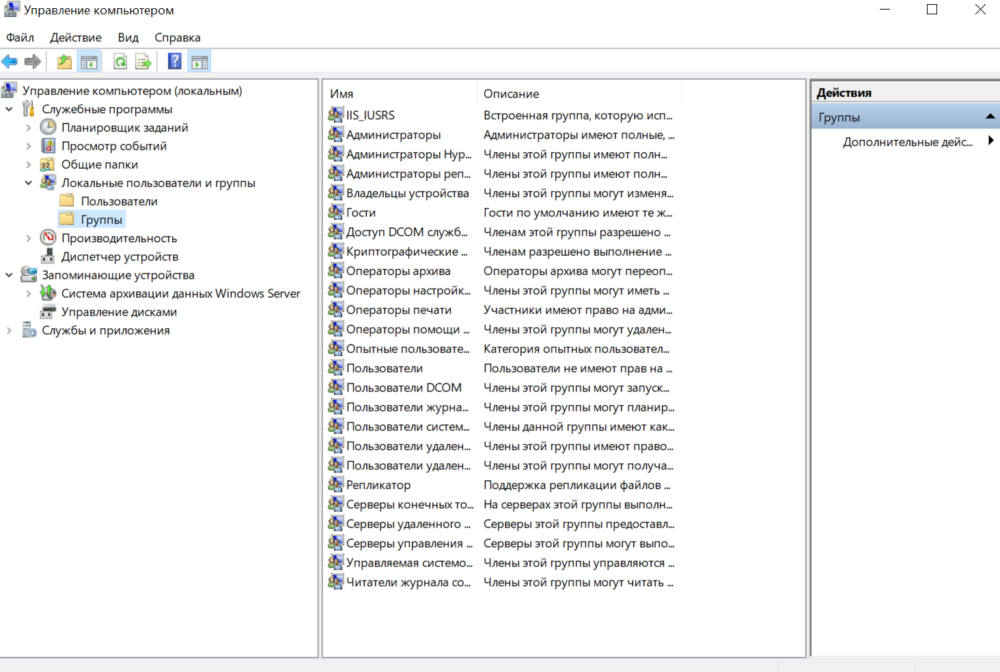 Управление компьютером
Файл Действие Вид Справка
Управление компьютером (локальным)
Служебные программы
Планировщик заданий
Просмотр событий
Общие папки
Локальные пользователи и группы
Пользователи
Группы
Производительность
Диспетчер устройств
Запоминающие устройства
Система архивации данных Windows Server
Управление дисками
Службы и приложения
Имя Описание
IIS_IUSRS Встроенная группа, которую исп...
Администраторы Администраторы имеют полные, ...
Администраторы Hyp... Члены этой группы имеют полн...
Администраторы реп... Члены этой группы имеют полн...
Владельцы устройства Члены этой группы могут изменя...
Гости Гости по умолчанию имеют те ж...
Доступ DCOM служб... Членам этой группы разрешено ...
Криптографические ... Членам разрешено выполнение ...
Операторы архива Операторы архива могут переоп...
Операторы настройк... Члены этой группы могут иметь ...
Операторы печати Участники имеют право на адми...
Операторы помощи ... Члены этой группы могут удален...
Опытные пользовате... Категория опытных пользовател...
Пользователи Пользователи не имеют прав на ...
Пользователи DCOM Члены этой группы могут запуск...
Пользователи журна... Члены этой группы могут планир...
Пользователи систем... Члены данной группы имеют как...
Пользователи удален... Члены этой группы имеют право...
Пользователи удален... Члены этой группы могут получа...
Репликатор Поддержка репликации файлов ...
Серверы конечных то... На серверах этой группы выполн...
Серверы удаленного ... Серверы этой группы предоставл...
Серверы управления ... Серверы этой группы могут выпо...
Управляемая системо... Члены этой группы управляются ...
Читатели журнала со... Члены этой группы могут читать ...
Действия
Группы
Дополнительные дейс...